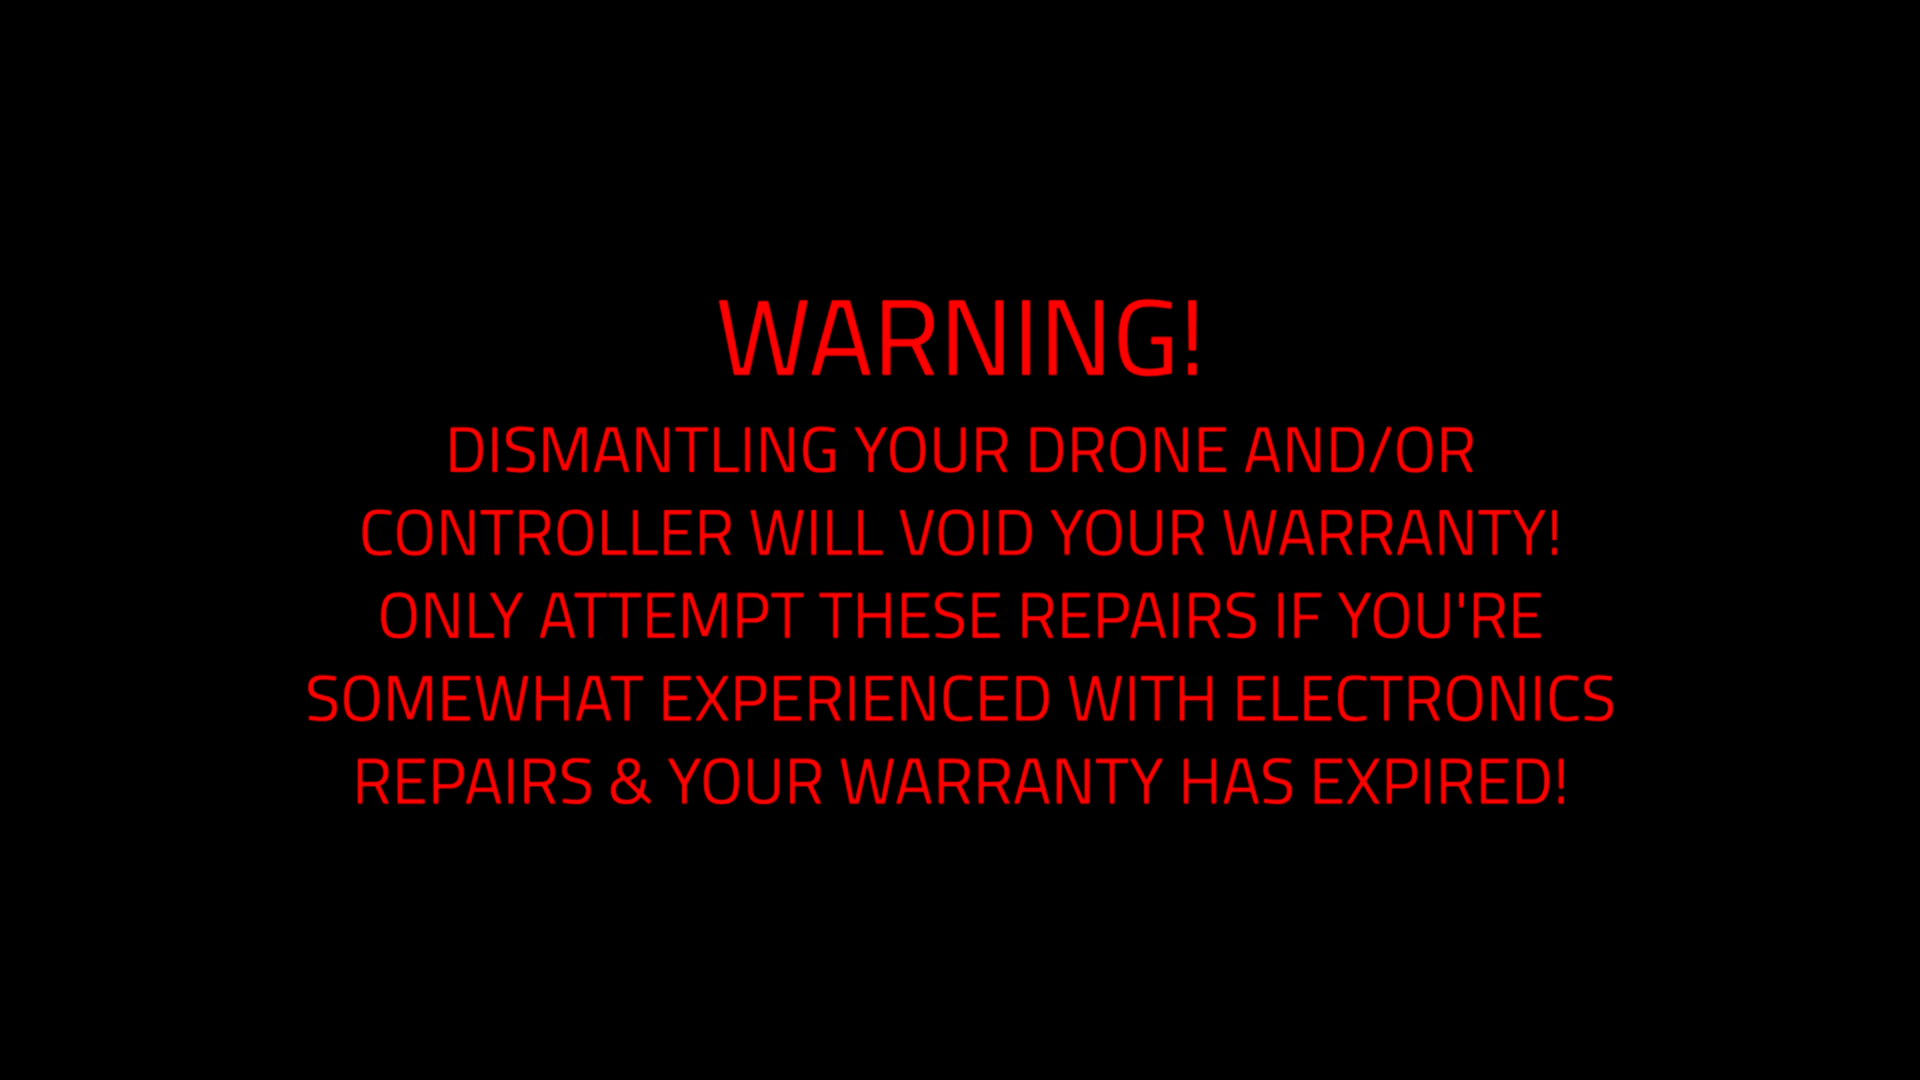 WARNING!
DISMANTLING YOUR DRONE AND/OR
CONTROLLER WILL VOID YOUR WARRANTY!
ONLY ATTEMPT THESE REPAIRS IF YOU'RE
SOMEWHAT EXPERIENCED WITH ELECTRONICS
REPAIRS & YOUR WARRANTY HAS EXPIRED!